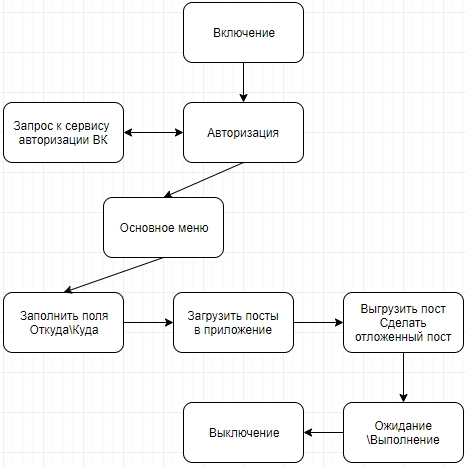 Включение
Запрос к сервису
авторизации ВК
Авторизация
Основное меню
Заполнить поля
Откуда\Куда
Загрузить посты
в приложение
Выгрузить пост
Сделать
отложенный пост
Выключение
Ожидание
\Выполнение